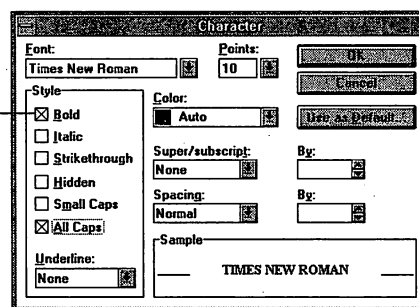 Character
Font: Points:
Times New Roman 10 OK
Cancel
Style Color:
Bold Auto Use as Default
Italic
Strikethrough Super/subscript: By:
Hidden None
Small Caps Spacing: By:
All Caps Normal
Underline: Sample
None TIMES NEW ROMAN